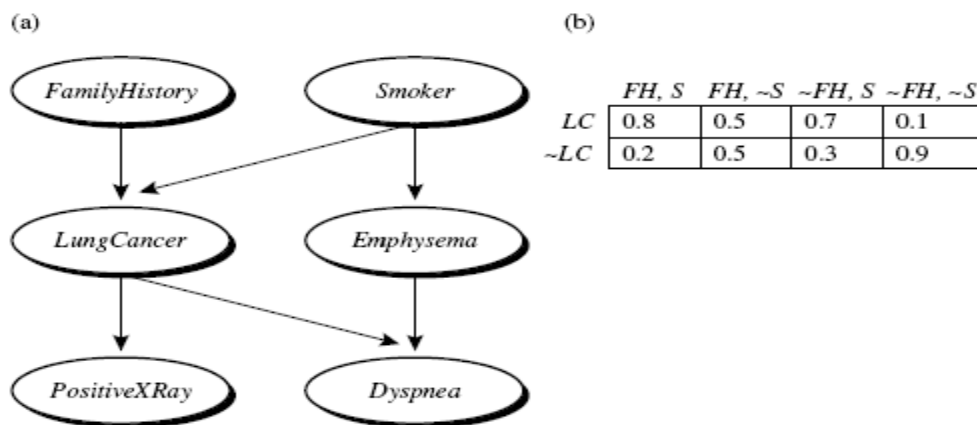 (a)
(b)
FamilyHistory
Smoker
LungCancer
Emphysema
PositiveXRay
Dyspnea
FH, S FH, ~S ~FH, S ~FH, ~S
LC 0.8 0.5 0.7 0.1
~LC 0.2 0.5 0.3 0.9